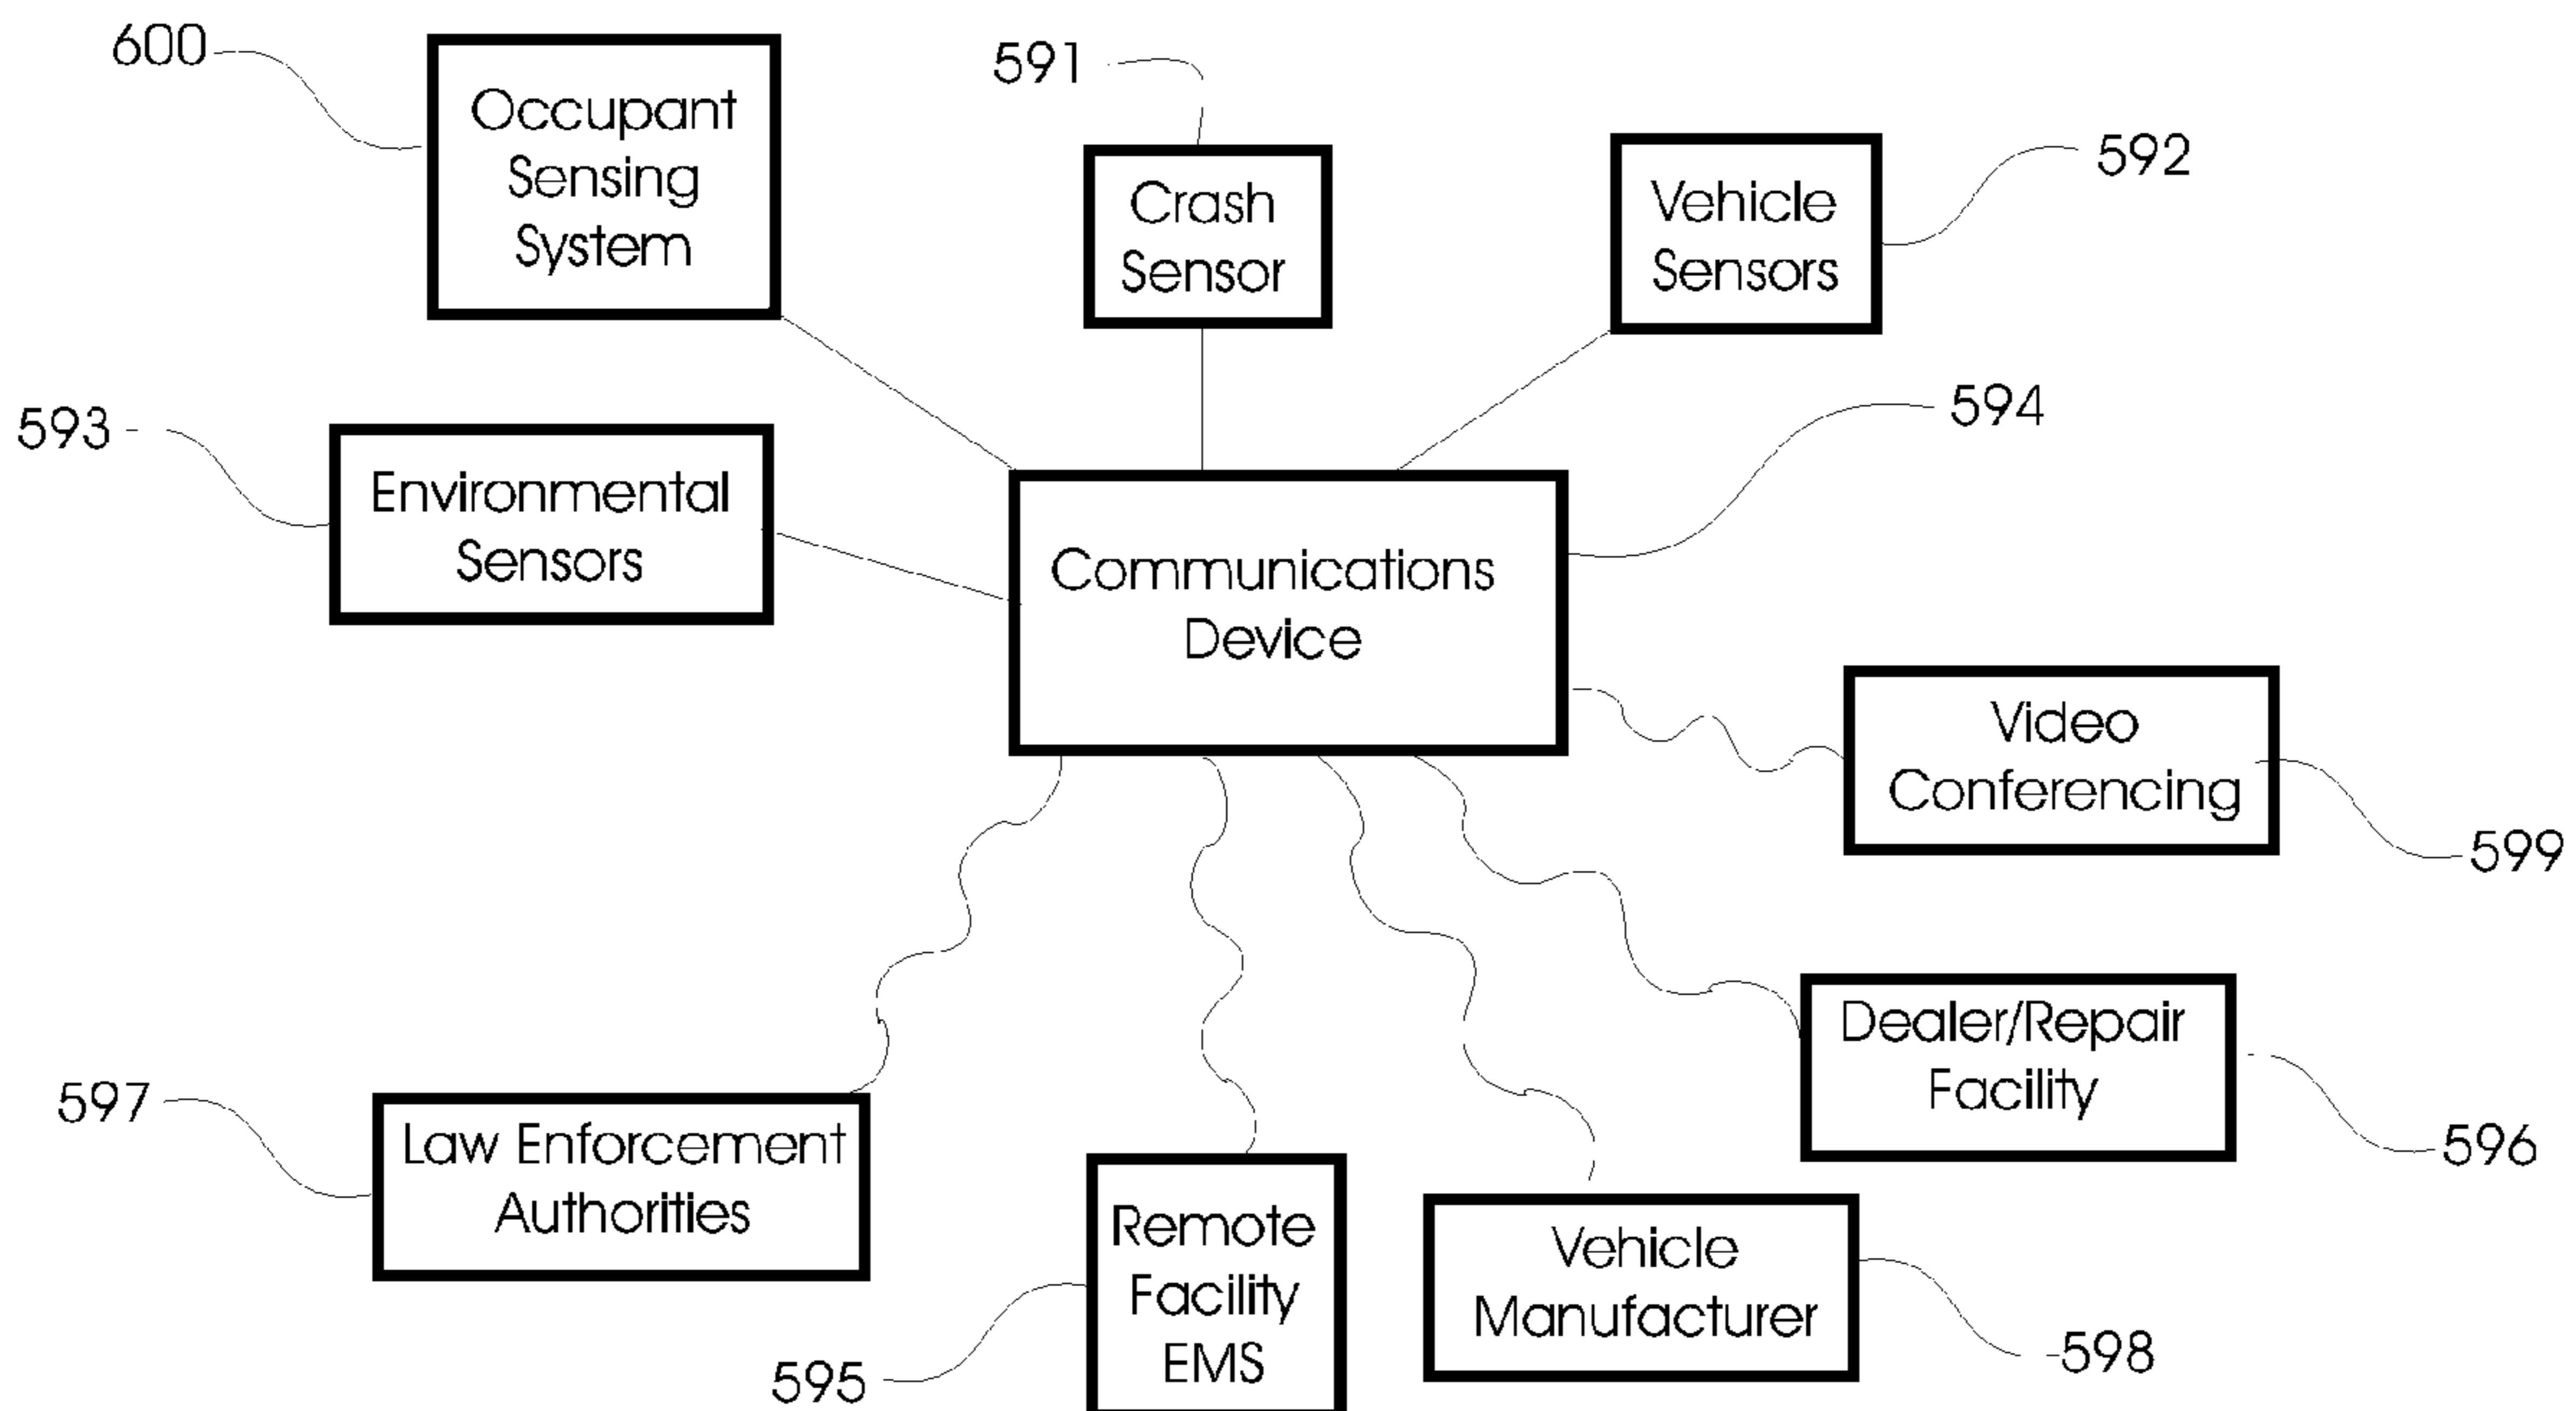 600
Occupant
Sensing
System
591
Crash
Sensor
Vehicle
Sensors
592
593
Environmental
Sensors
594
Communications
Device
Video
Conferencing
599
Dealer/Repair
Facility
596
597
Law Enforcement
Authorities
Remote
Facility
EMS
595
Vehicle
Manufacturer
598